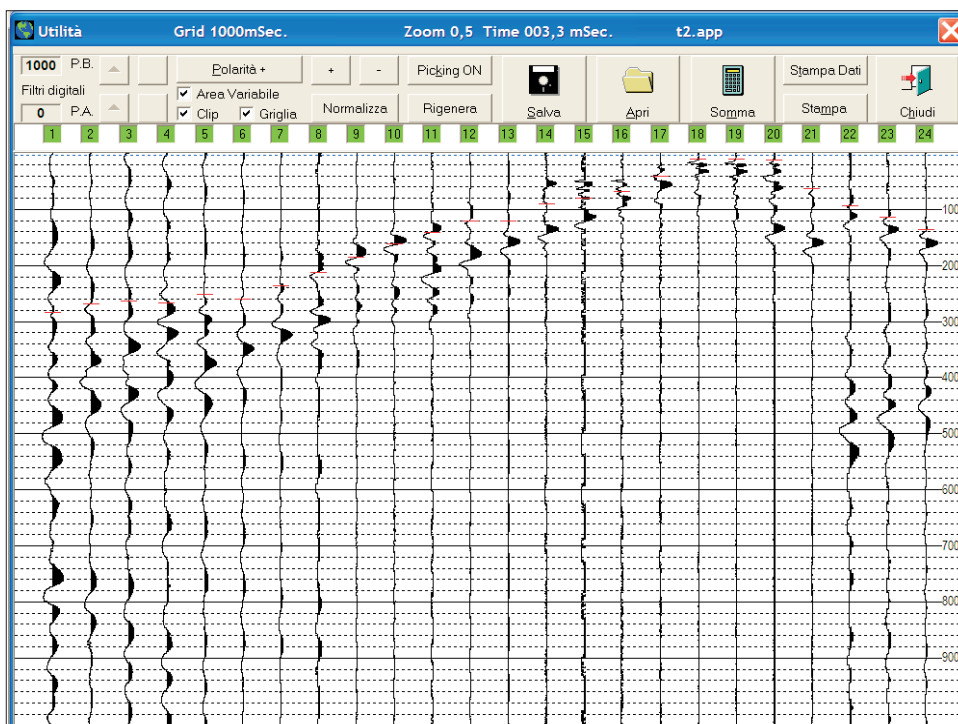 Utilità Grid 1000mSec. Zoom 0,5 Time 003,3 mSec. t2.app
1000 P.B. Polarità + + - Picking ON Stampa Dati
Filtri digitali Area Variabile
0 P.A. Clip Griglia Normalizza Rigenera Salva Apri Somma Stampa Chiudi
1 2 3 4 5 6 7 8 9 10 11 12 13 14 15 16 17 18 19 20 21 22 23 24
100
200
300
400
500
600
700
800
900